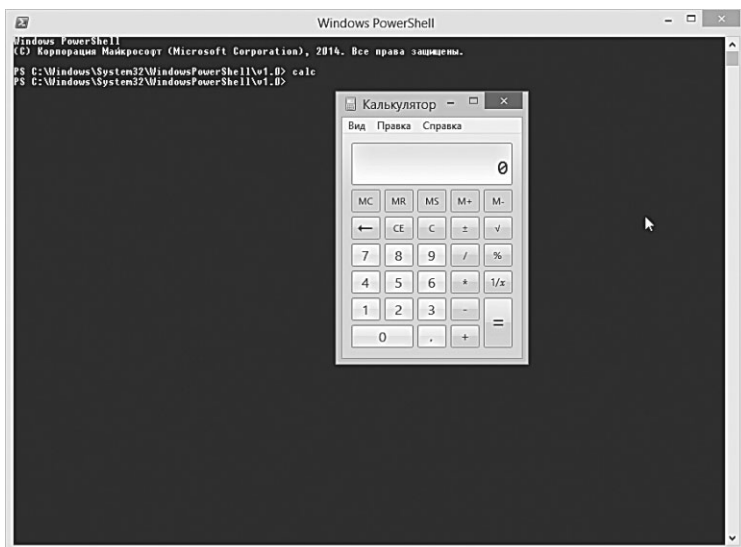 Windows PowerShell
Windows PowerShell
(C) Корпорация Майкрософт (Microsoft Corporation), 2014. Все права защищены.
PS C:\Windows\System32\WindowsPowerShell\v1.0> calc
PS C:\Windows\System32\WindowsPowerShell\v1.0>
Калькулятор
Вид Правка Справка
0
MC MR MS M+ M-
← CE C ± √
7 8 9 / %
4 5 6 * 1/x
1 2 3 - =
0 , +